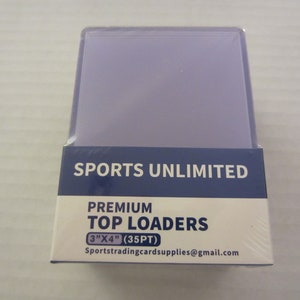 SPORTS UNLIMITED
PREMIUM
TOP LOADERS
3"X4" (35PT)
Sportstradingcardsupplies@gmail.com